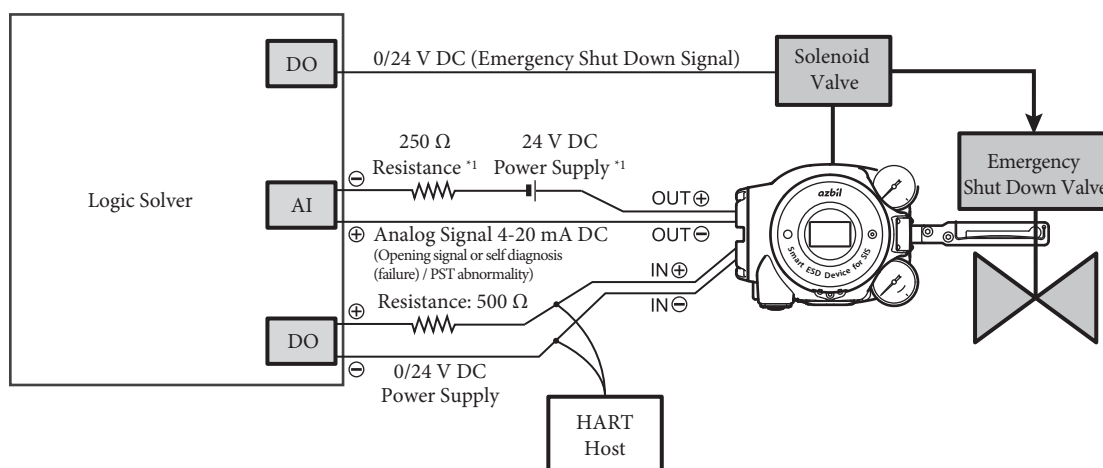 DO
0/24 V DC (Emergency Shut Down Signal)
Solenoid
Valve
250 Ω
Resistance *1
24 V DC
Power Supply *1
Emergency
Shut Down Valve
Logic Solver
⊖
AI
⊕
OUT⊕
OUT⊖
azbil
Smart ESD Device for SIS
Analog Signal 4-20 mA DC
(Opening signal or self diagnosis
(failure) / PST abnormality)
IN⊕
IN⊖
Resistance: 500 Ω
⊕
DO
⊖
0/24 V DC
Power Supply
HART
Host